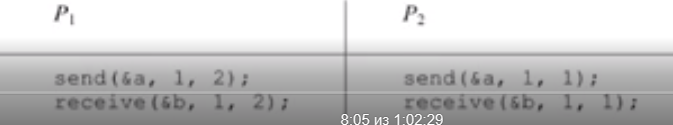 P1 P2
send(&a, 1, 2); send(&a, 1, 1);
receive(&b, 1, 2); receive(&b, 1, 1);
8:05 из 1:02:29